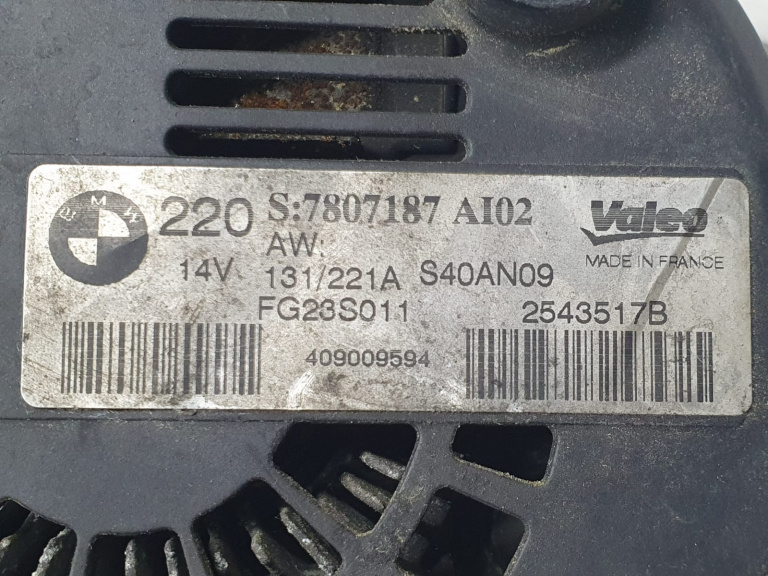 BMW 220 S:7807187 AI02 Valeo
AW:
MADE IN FRANCE
14V 131/221A S40AN09
FG23S011 2543517B
409009594